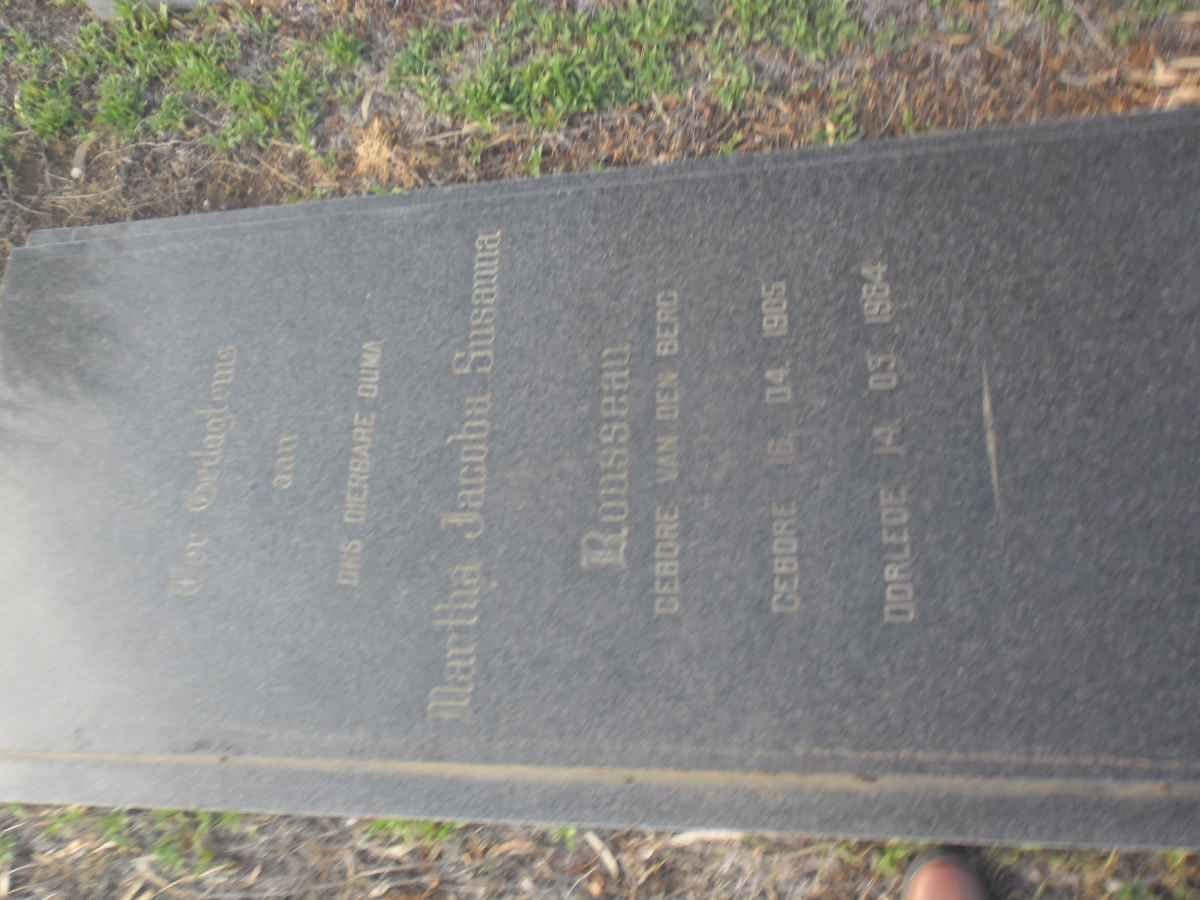 Ter Gedagtenis
aan
ONS DIERBARE OUMA
Martha Jacoba Susanna
Rousseau
GEBORE VAN DEN BERG
GEBORE 16 . 04 . 1905
OORLEDE 14 . 03 . 1984